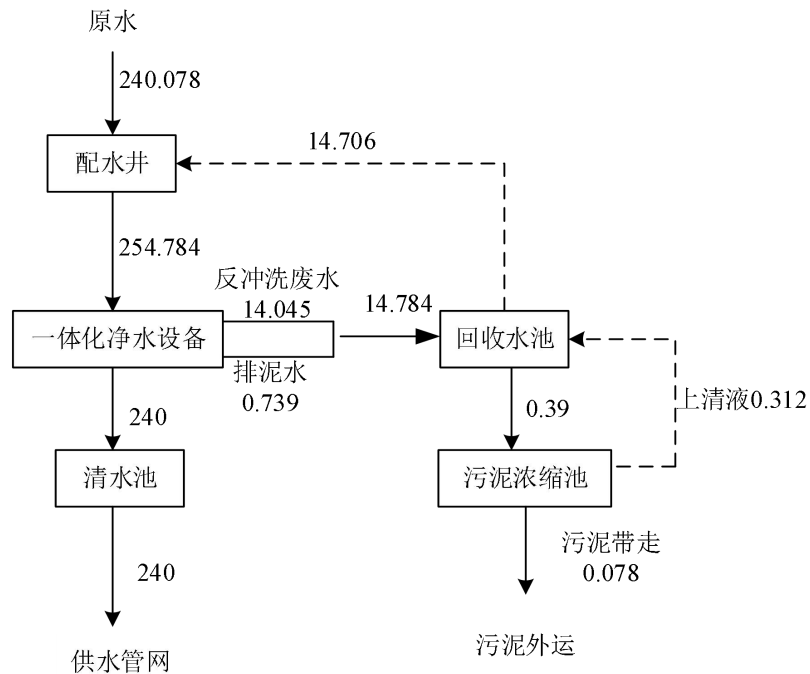 原水
240.078
14.706
配水井
254.784
反冲洗废水
14.045
14.784
一体化净水设备
回收水池
排泥水
0.739
240
0.39
上清液0.312
清水池
污泥浓缩池
240
污泥带走
0.078
供水管网
污泥外运